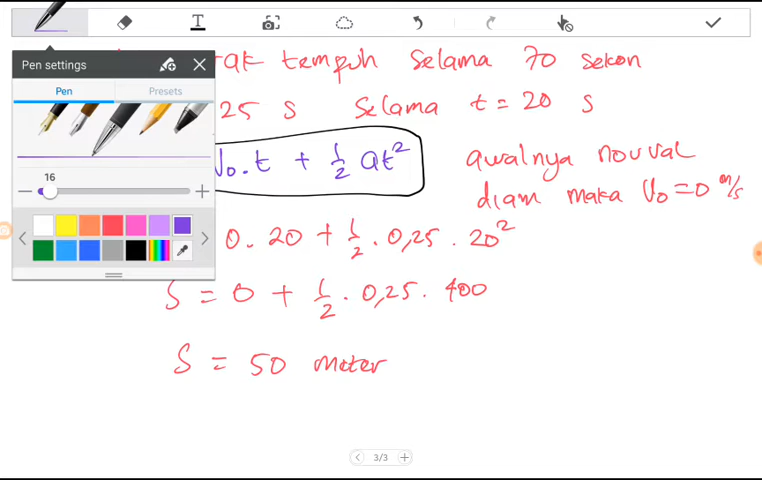 Pen settings
Pen
Presets
16
ak tempuh Selama 70 sekon
25 s Selama t = 20 s
V₀.t + ½ at²
awalnya nouval
diam maka V₀ = 0 m/s
0. 20 + ½ . 0,25 . 20²
S = 0 + ½ . 0,25. 400
S = 50 meter
3/3